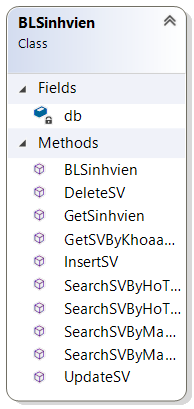 BLSinhvien
Class
Fields
db
Methods
BLSinhvien
DeleteSV
GetSinhvien
GetSVByKhoaa...
InsertSV
SearchSVByHoT...
SearchSVByHoT...
SearchSVByMa...
SearchSVByMa...
UpdateSV